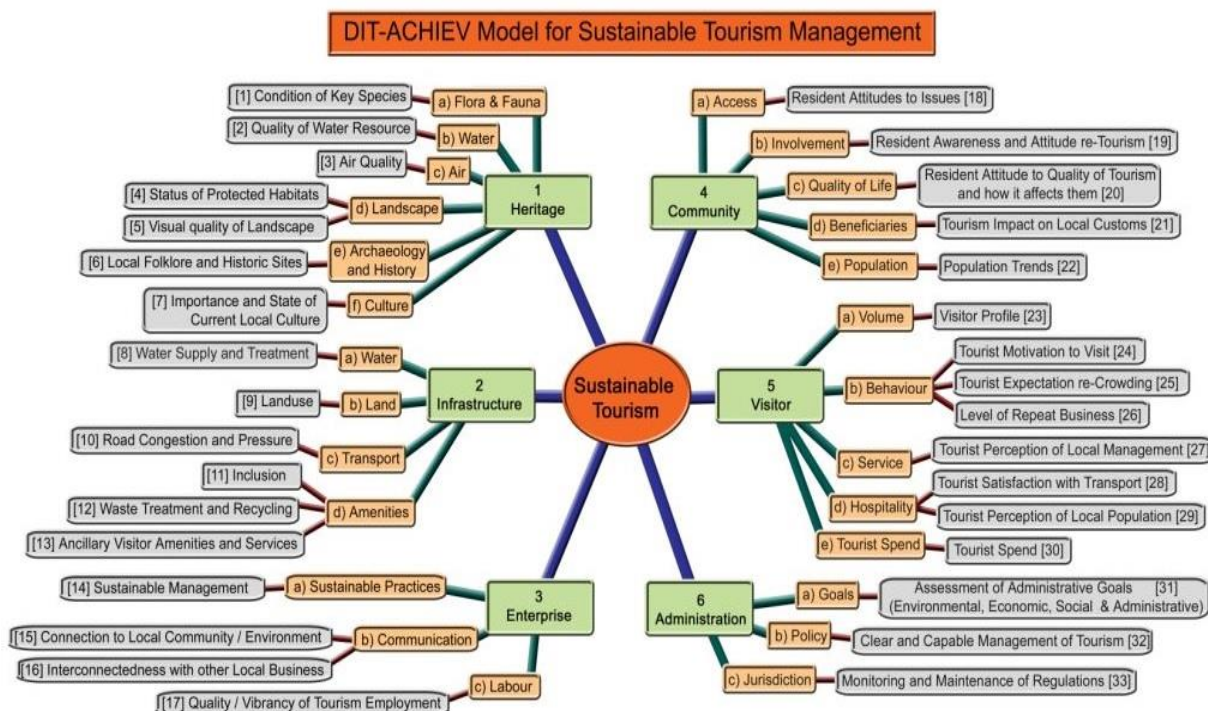 DIT-ACHIEV Model for Sustainable Tourism Management
[1] Condition of Key Species
a) Flora & Fauna
[2] Quality of Water Resource
b) Water
[3] Air Quality
c) Air
[4] Status of Protected Habitats
d) Landscape
[5] Visual quality of Landscape
[6] Local Folklore and Historic Sites
e) Archaeology
and History
[7] Importance and State of
Current Local Culture
f) Culture
1
Heritage
[8] Water Supply and Treatment
a) Water
[9] Landuse
b) Land
[10] Road Congestion and Pressure
c) Transport
[11] Inclusion
[12] Waste Treatment and Recycling
d) Amenities
[13] Ancillary Visitor Amenities and Services
2
Infrastructure
[14] Sustainable Management
a) Sustainable Practices
[15] Connection to Local Community / Environment
b) Communication
[16] Interconnectedness with other Local Business
c) Labour
[17] Quality / Vibrancy of Tourism Employment
3
Enterprise
Sustainable
Tourism
4
Community
a) Access
Resident Attitudes to Issues [18]
b) Involvement
Resident Awareness and Attitude re-Tourism [19]
c) Quality of Life
Resident Attitude to Quality of Tourism
and how it affects them [20]
d) Beneficiaries
Tourism Impact on Local Customs [21]
e) Population
Population Trends [22]
5
Visitor
a) Volume
Visitor Profile [23]
b) Behaviour
Tourist Motivation to Visit [24]
Tourist Expectation re-Crowding [25]
Level of Repeat Business [26]
c) Service
Tourist Perception of Local Management [27]
d) Hospitality
Tourist Satisfaction with Transport [28]
Tourist Perception of Local Population [29]
e) Tourist Spend
Tourist Spend [30]
6
Administration
a) Goals
Assessment of Administrative Goals [31]
(Environmental, Economic, Social & Administrative)
b) Policy
Clear and Capable Management of Tourism [32]
c) Jurisdiction
Monitoring and Maintenance of Regulations [33]